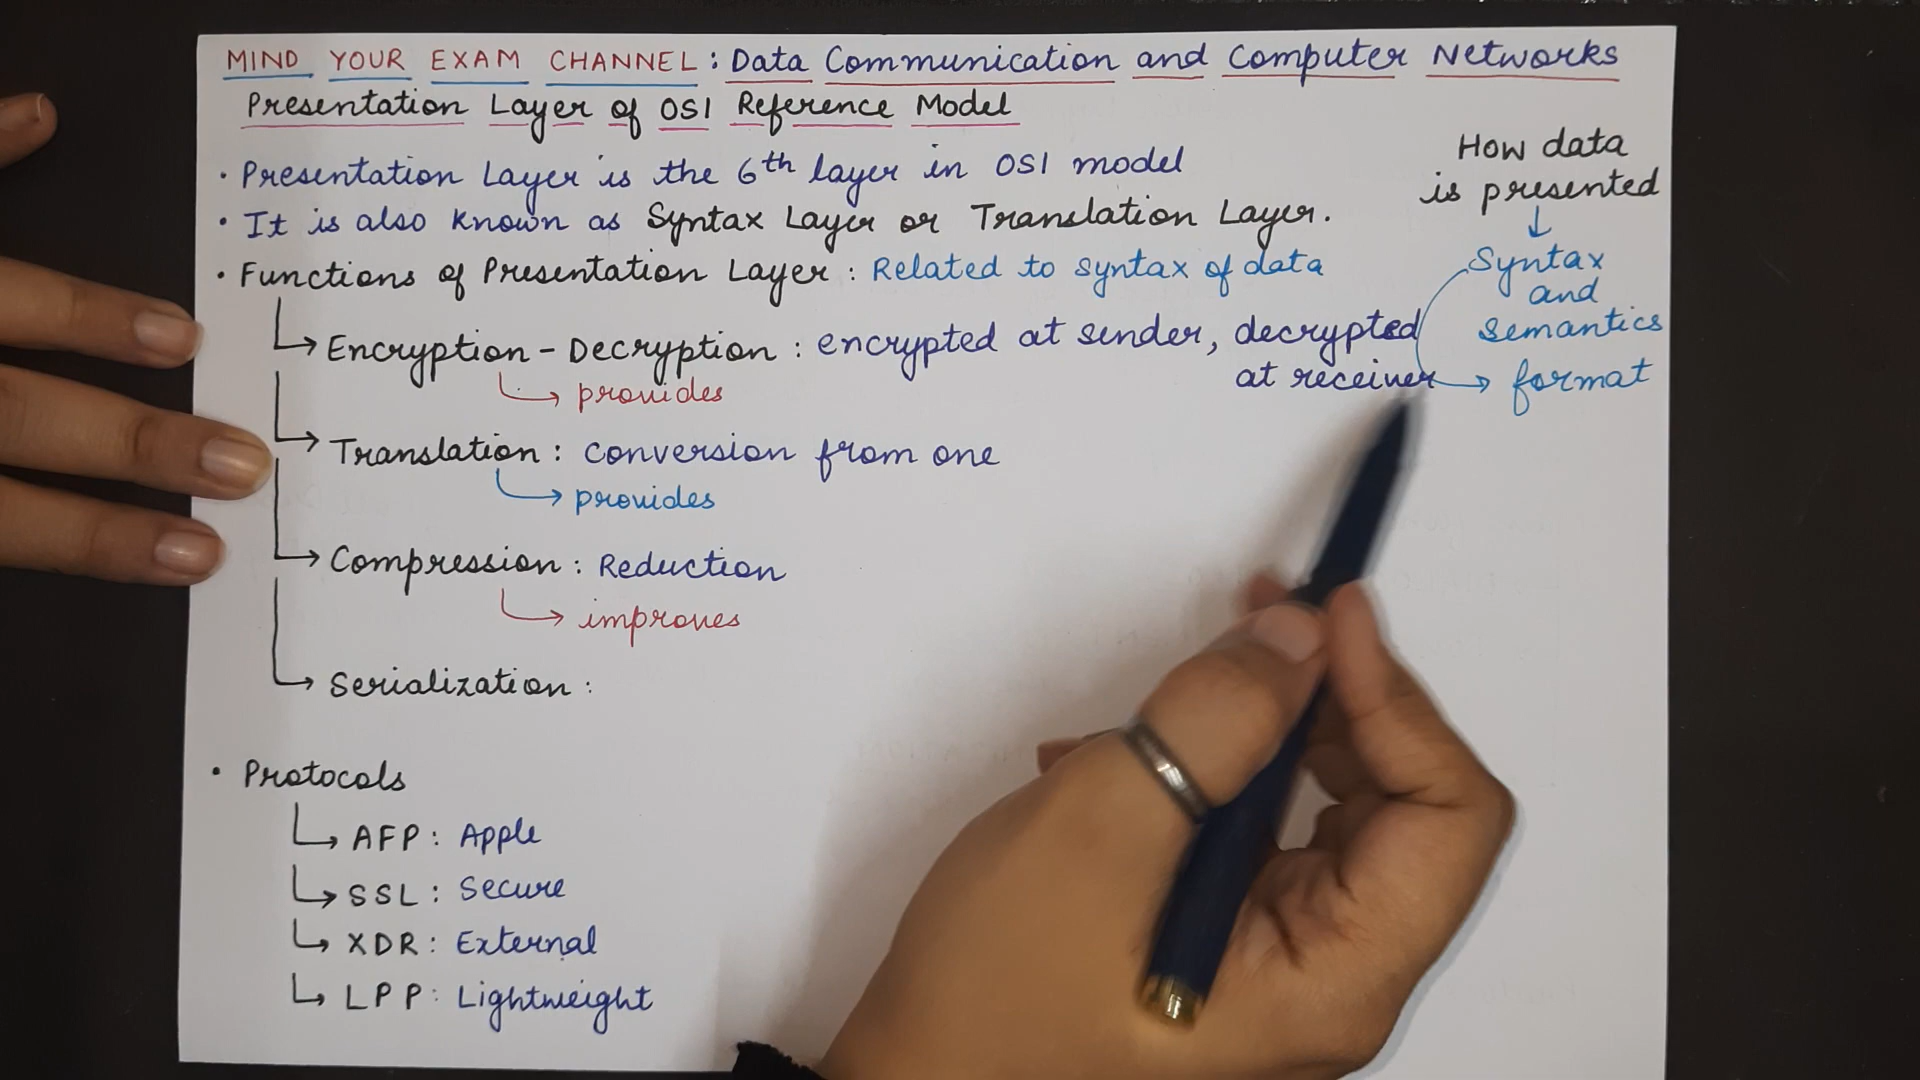 MIND YOUR EXAM CHANNEL : Data Communication and Computer Networks
Presentation Layer of OSI Reference Model
• Presentation Layer is the 6th layer in OSI model
• It is also known as Syntax Layer or Translation Layer.
• Functions of Presentation Layer : Related to syntax of data
Encryption - Decryption : encrypted at sender, decrypted
at receiver
provides
Translation : conversion from one
provides
Compression : Reduction
improves
Serialization :
• Protocols
AFP : Apple
SSL : Secure
XDR : External
LPP : Lightweight
How data
is presented
Syntax
and
semantics
format